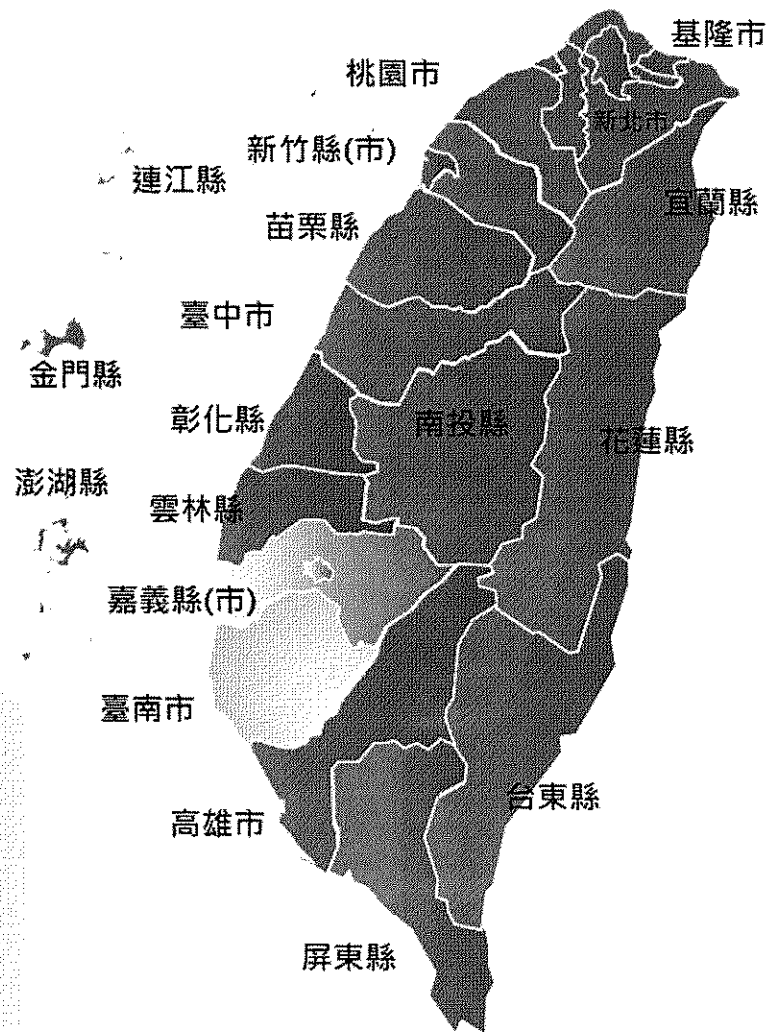 基隆市
桃園市
新北市
新竹縣(市)
連江縣
宜蘭縣
苗栗縣
臺中市
金門縣
彰化縣
南投縣
花蓮縣
澎湖縣
雲林縣
嘉義縣(市)
臺南市
台東縣
高雄市
屏東縣